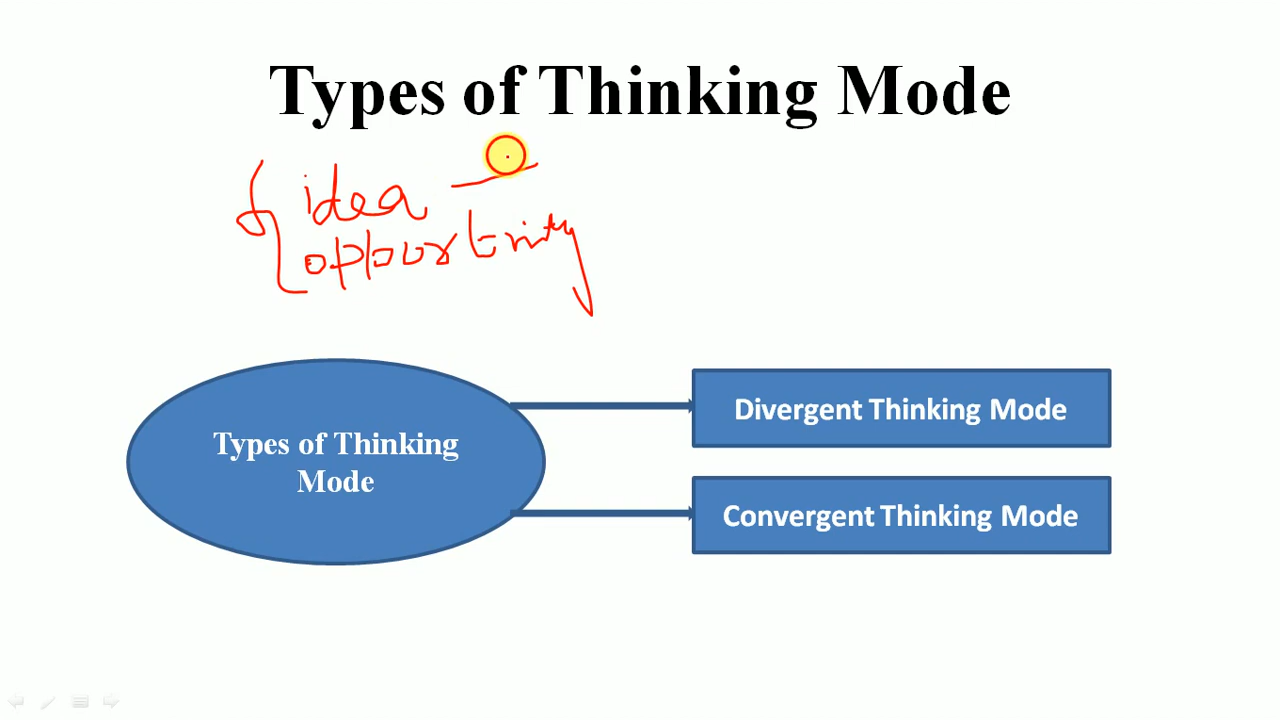 Types of Thinking Mode
idea
opportunity
Types of Thinking
Mode
Divergent Thinking Mode
Convergent Thinking Mode